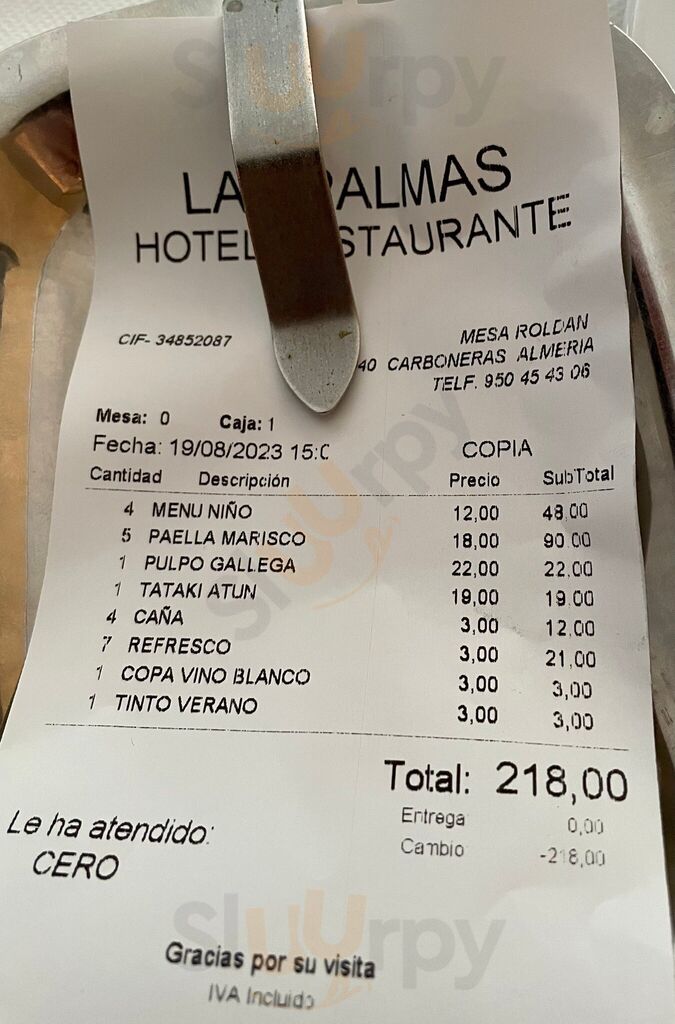 LA PALMAS
HOTEL STAURANTE
CIF- 34852087
MESA ROLDAN
40 CARBONERAS ALMERIA
TELF. 950 45 43 06
Mesa: 0 Caja: 1
Fecha: 19/08/2023 15:0
COPIA
Cantidad Descripción Precio SubTotal
4 MENU NIÑO 12,00 48,00
5 PAELLA MARISCO 18,00 90,00
1 PULPO GALLEGA 22,00 22,00
1 TATAKI ATUN 19,00 19,00
4 CAÑA 3,00 12,00
7 REFRESCO 3,00 21,00
1 COPA VINO BLANCO 3,00 3,00
1 TINTO VERANO 3,00 3,00
Total: 218,00
Entrega 0,00
Cambio -218,00
Le ha atendido:
CERO
Gracias por su visita
IVA Incluido
Sluurpy
Sluurpy
Sluurpy